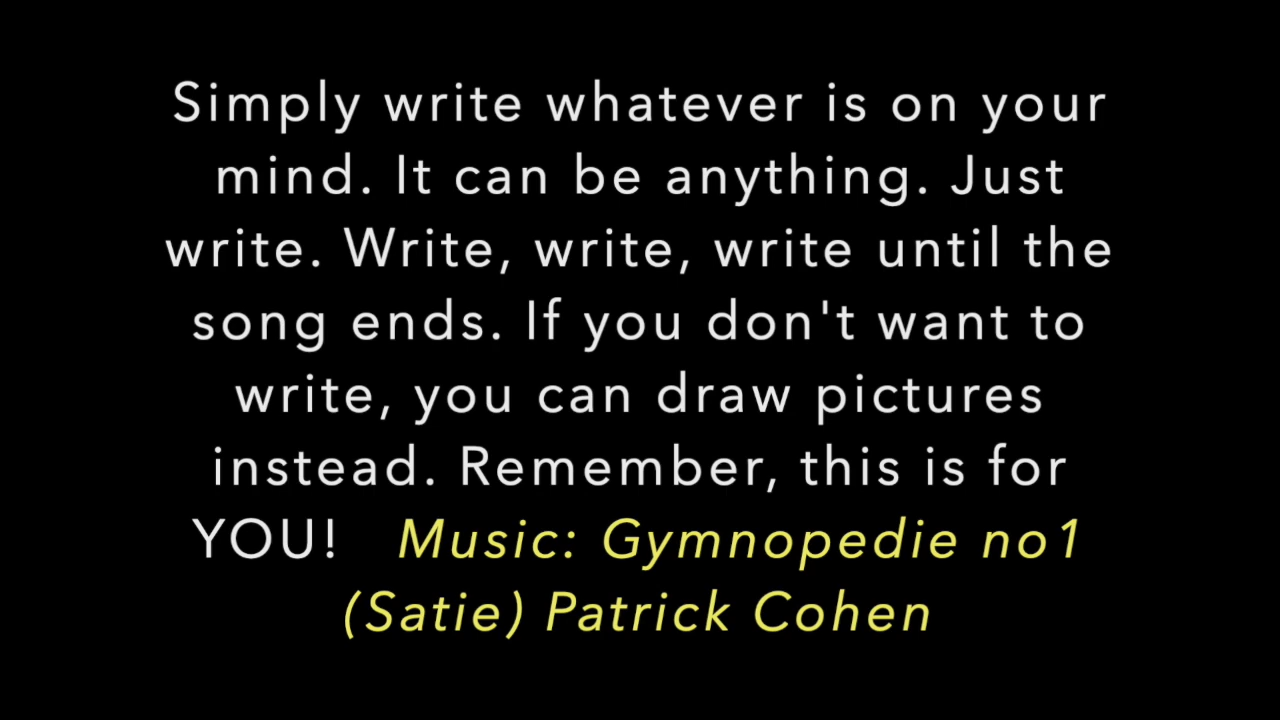 Simply write whatever is on your
mind. It can be anything. Just
write. Write, write, write until the
song ends. If you don't want to
write, you can draw pictures
instead. Remember, this is for
YOU! Music: Gymnopedie no1
(Satie) Patrick Cohen